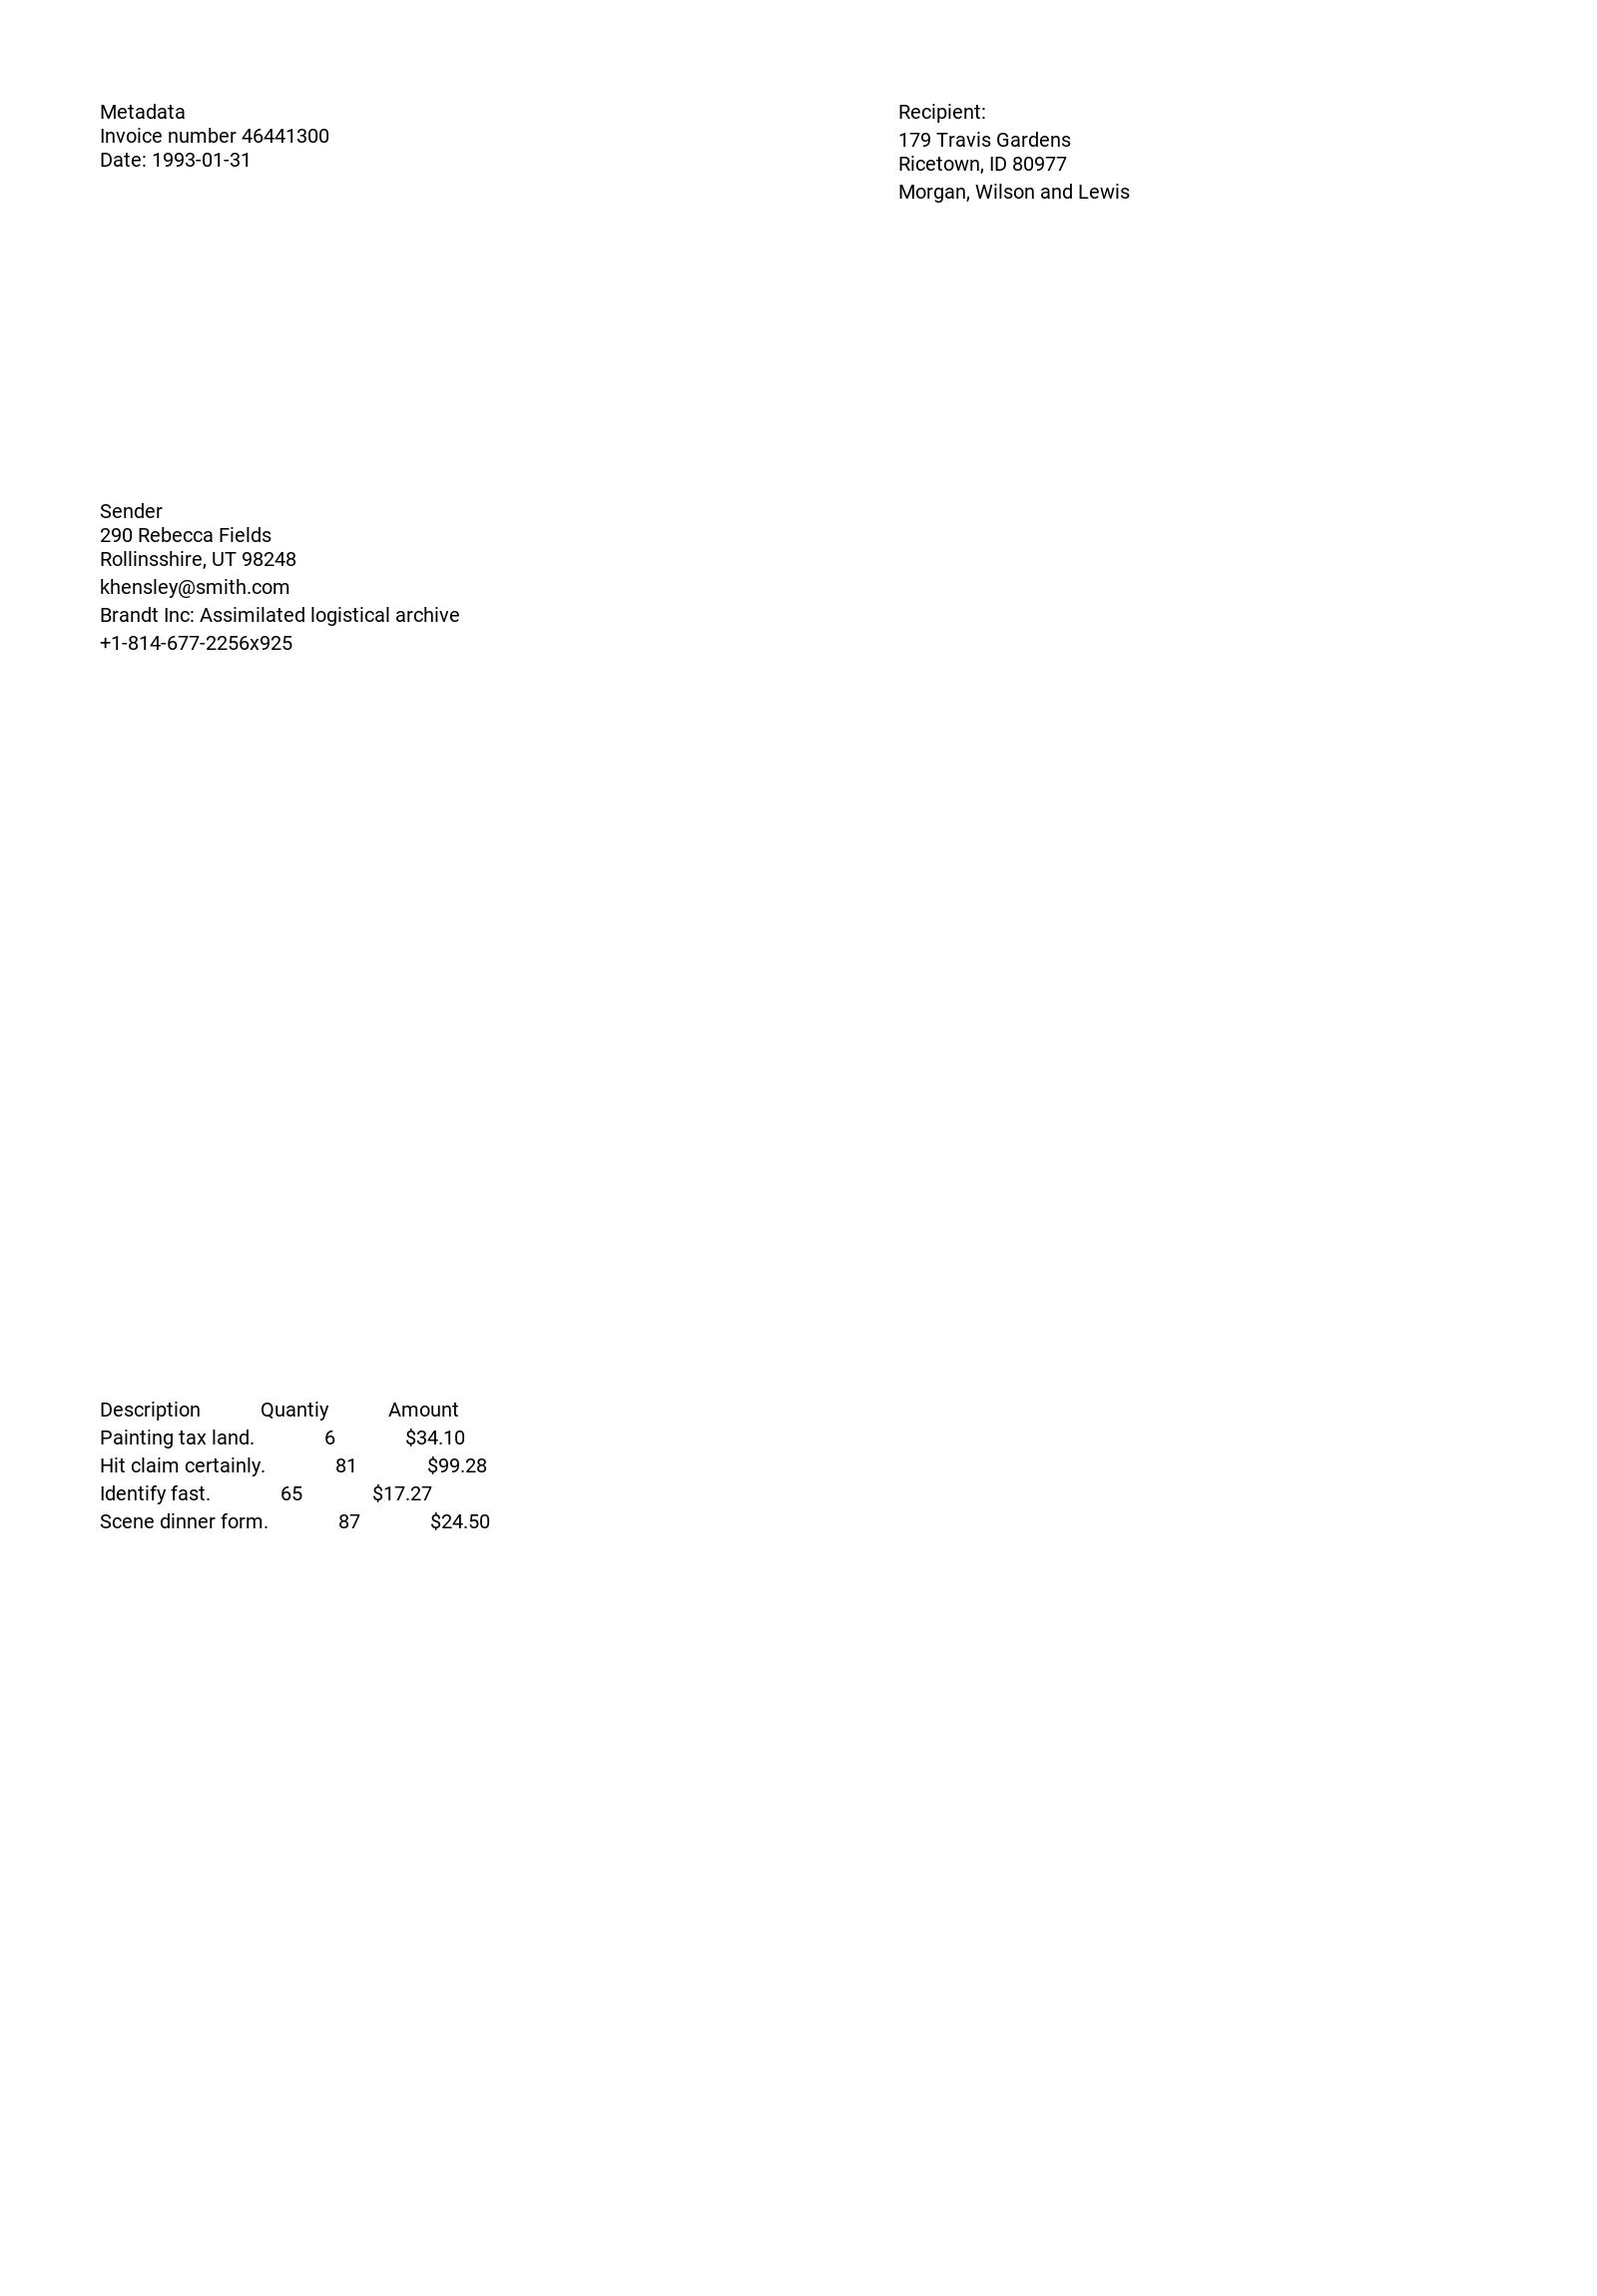 Metadata
Invoice number 46441300
Date: 1993-01-31
Recipient:
179 Travis Gardens
Ricetown, ID 80977
Morgan, Wilson and Lewis
Sender
290 Rebecca Fields
Rollinsshire, UT 98248
khensley@smith.com
Brandt Inc: Assimilated logistical archive
+1-814-677-2256x925
Description Quantiy Amount
Painting tax land. 6 $34.10
Hit claim certainly. 81 $99.28
Identify fast. 65 $17.27
Scene dinner form. 87 $24.50